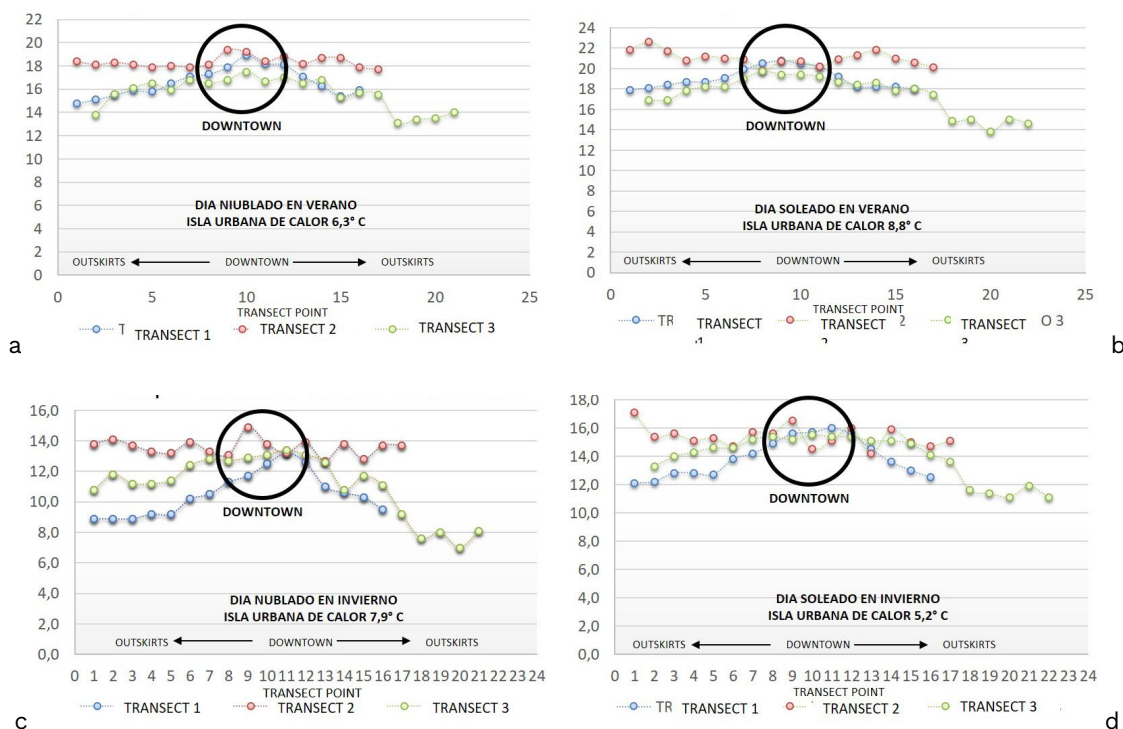 22
20
18
16
14
12
10
8
6
4
2
0
DOWNTOWN
DIA NIUBLADO EN VERANO
ISLA URBANA DE CALOR 6,3° C
OUTSKIRTS DOWNTOWN OUTSKIRTS
0 5 10 15 20 25
TRANSECT POINT
T TRANSECT 1 TRANSECT 2 TRANSECT 3
a
24
22
20
18
16
14
12
10
8
6
4
2
0
DOWNTOWN
DIA SOLEADO EN VERANO
ISLA URBANA DE CALOR 8,8° C
OUTSKIRTS DOWNTOWN OUTSKIRTS
0 5 10 15 20 25
TRANSECT POINT
TR TRANSECT TRANSECT 2 TRANSECT O 3
b
16,0
14,0
12,0
10,0
8,0
6,0
4,0
2,0
0,0
DOWNTOWN
DIA NUBLADO EN INVIERNO
ISLA URBANA DE CALOR 7,9° C
OUTSKIRTS DOWNTOWN OUTSKIRTS
0 1 2 3 4 5 6 7 8 9 10 11 12 13 14 15 16 17 18 19 20 21 22 23 24
TRANSECT POINT
TRANSECT 1 TRANSECT 2 TRANSECT 3
c
18,0
16,0
14,0
12,0
10,0
8,0
6,0
4,0
2,0
0,0
DOWNTOWN
DIA SOLEADO EN INVIERNO
ISLA URBANA DE CALOR 5,2° C
OUTSKIRTS DOWNTOWN OUTSKIRTS
0 1 2 3 4 5 6 7 8 9 10 11 12 13 14 15 16 17 18 19 20 21 22 23 24
TRANSECT POINT
TR TRANSECT 1 TRANSECT 2 TRANSECT 3
d